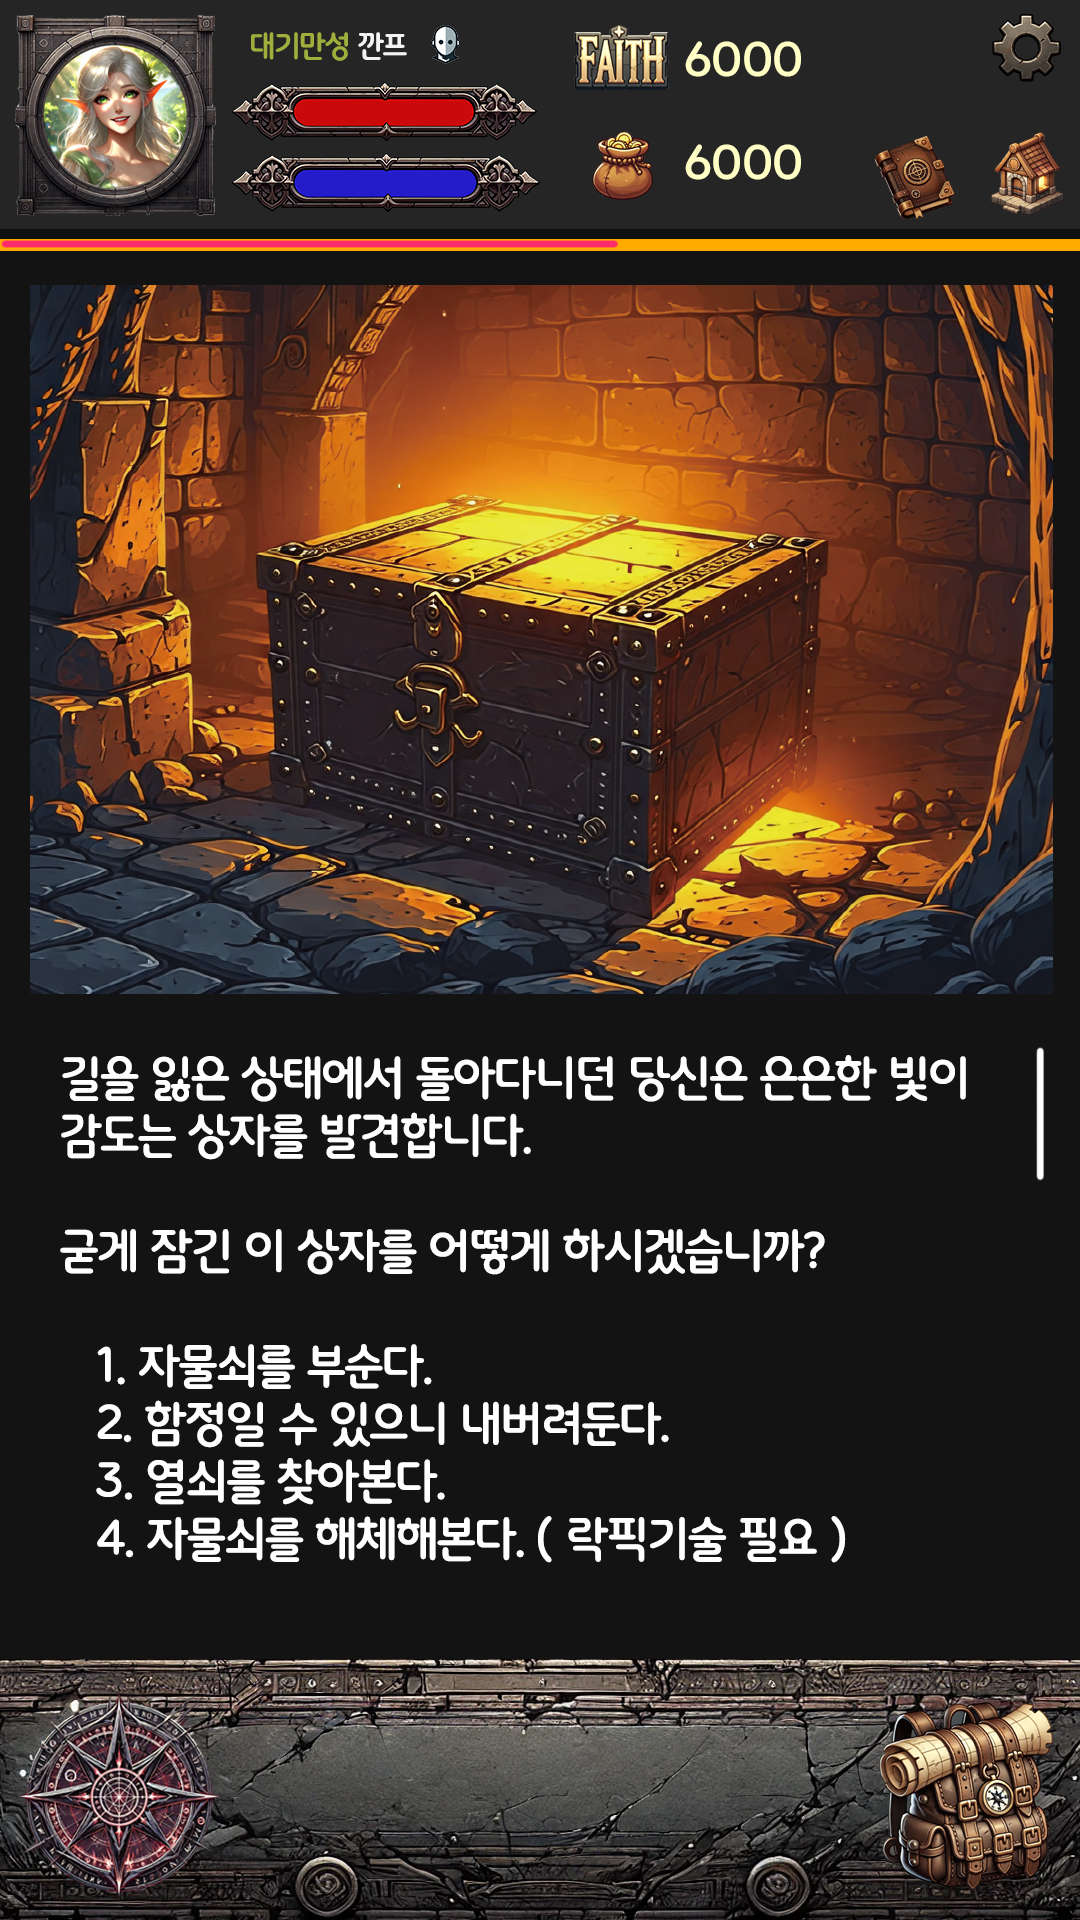 대기만성 깐프
FAITH 6000
6000
길을 잃은 상태에서 돌아다니던 당신은 은은한 빛이
감도는 상자를 발견합니다.
굳게 잠긴 이 상자를 어떻게 하시겠습니까?
1. 자물쇠를 부순다.
2. 함정일 수 있으니 내버려둔다.
3. 열쇠를 찾아본다.
4. 자물쇠를 해체해본다. ( 락픽기술 필요 )